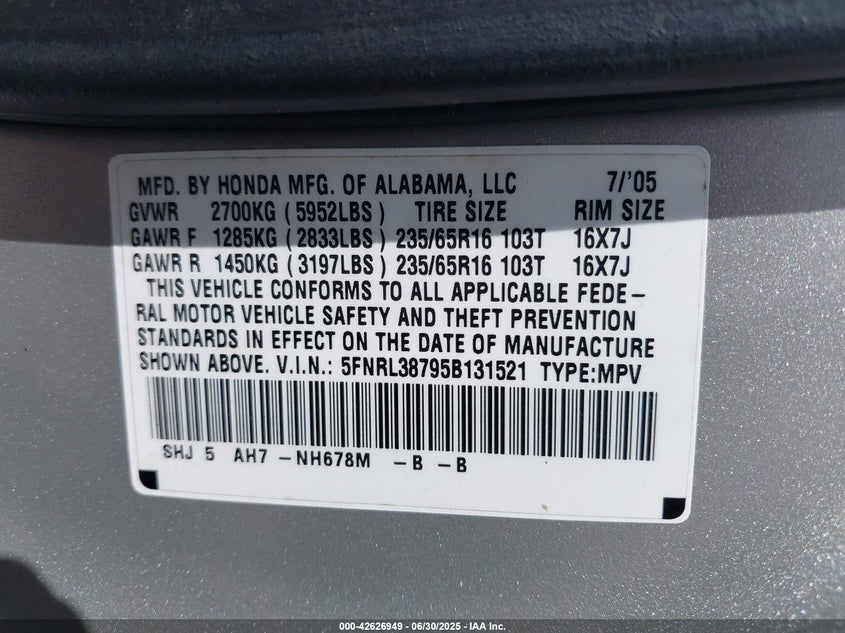 MFD. BY HONDA MFG. OF ALABAMA, LLC 7/'05
GVWR 2700KG (5952LBS) TIRE SIZE RIM SIZE
GAWR F 1285KG (2833LBS) 235/65R16 103T 16X7J
GAWR R 1450KG (3197LBS) 235/65R16 103T 16X7J
THIS VEHICLE CONFORMS TO ALL APPLICABLE FEDE-
RAL MOTOR VEHICLE SAFETY AND THEFT PREVENTION
STANDARDS IN EFFECT ON THE DATE OF MANUFACTURE
SHOWN ABOVE. V.I.N.: 5FNRL38795B131521 TYPE:MPV
SHJ 5 AH7 -NH678M -B -B
000-42626949 - 06/30/2025 - IAA Inc.